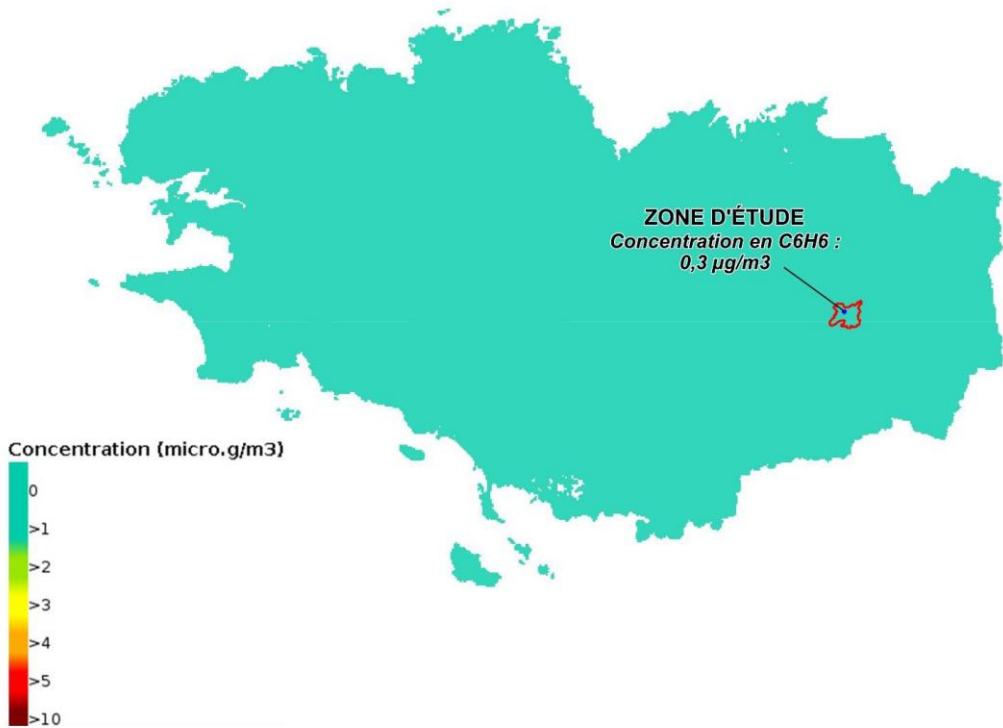 ZONE D'ÉTUDE
Concentration en C6H6 :
0,3 µg/m3
Concentration (micro.g/m3)
0
>1
>2
>3
>4
>5
>10